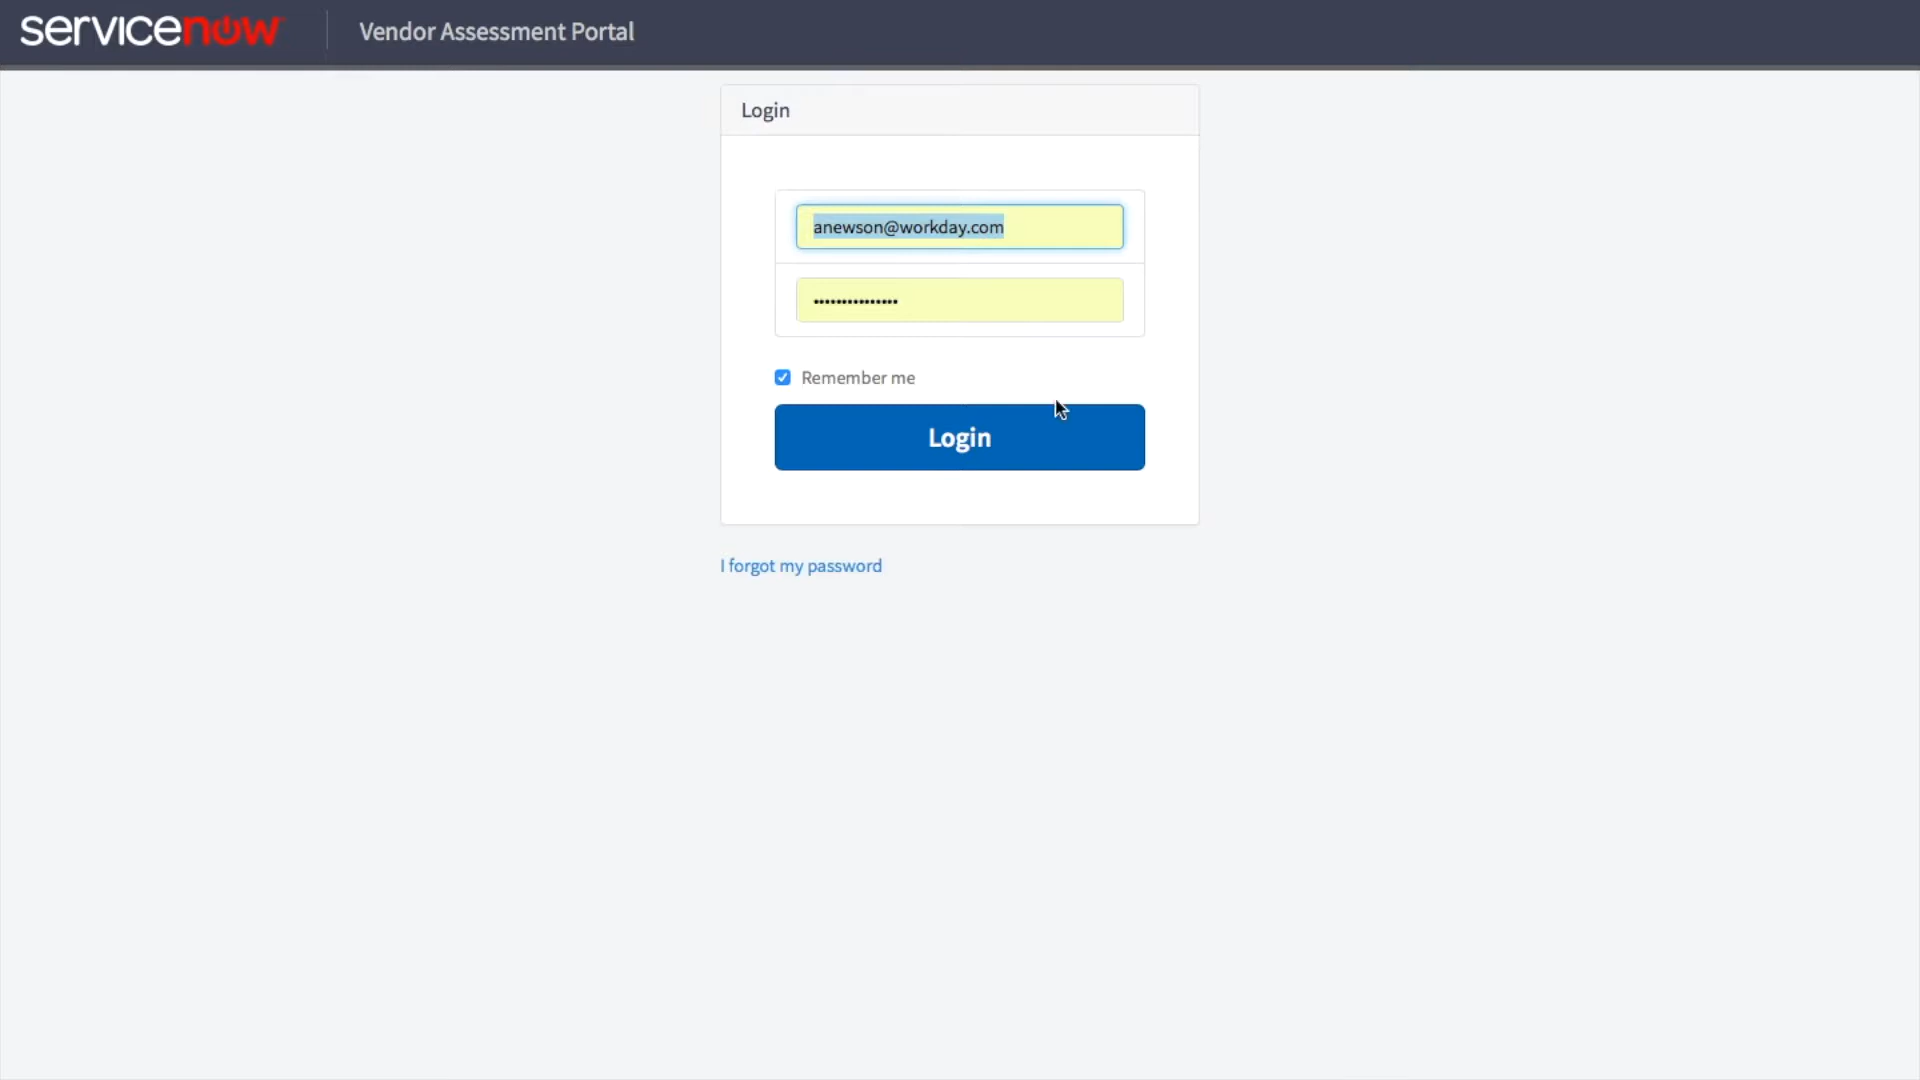 servicenow
Vendor Assessment Portal
Login
anewson@workday.com
•••••••••••••••
Remember me
Login
I forgot my password